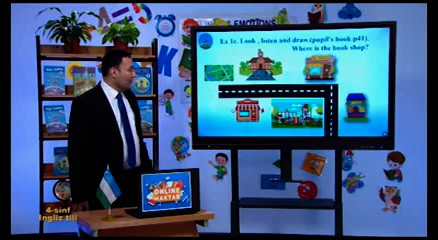 EMOTIONS
Ex 1c. Look , listen and draw.(pupil's book p41).
Where is the book shop?
ONLINE
MAKTAB
4-sinf
Ingliz tili